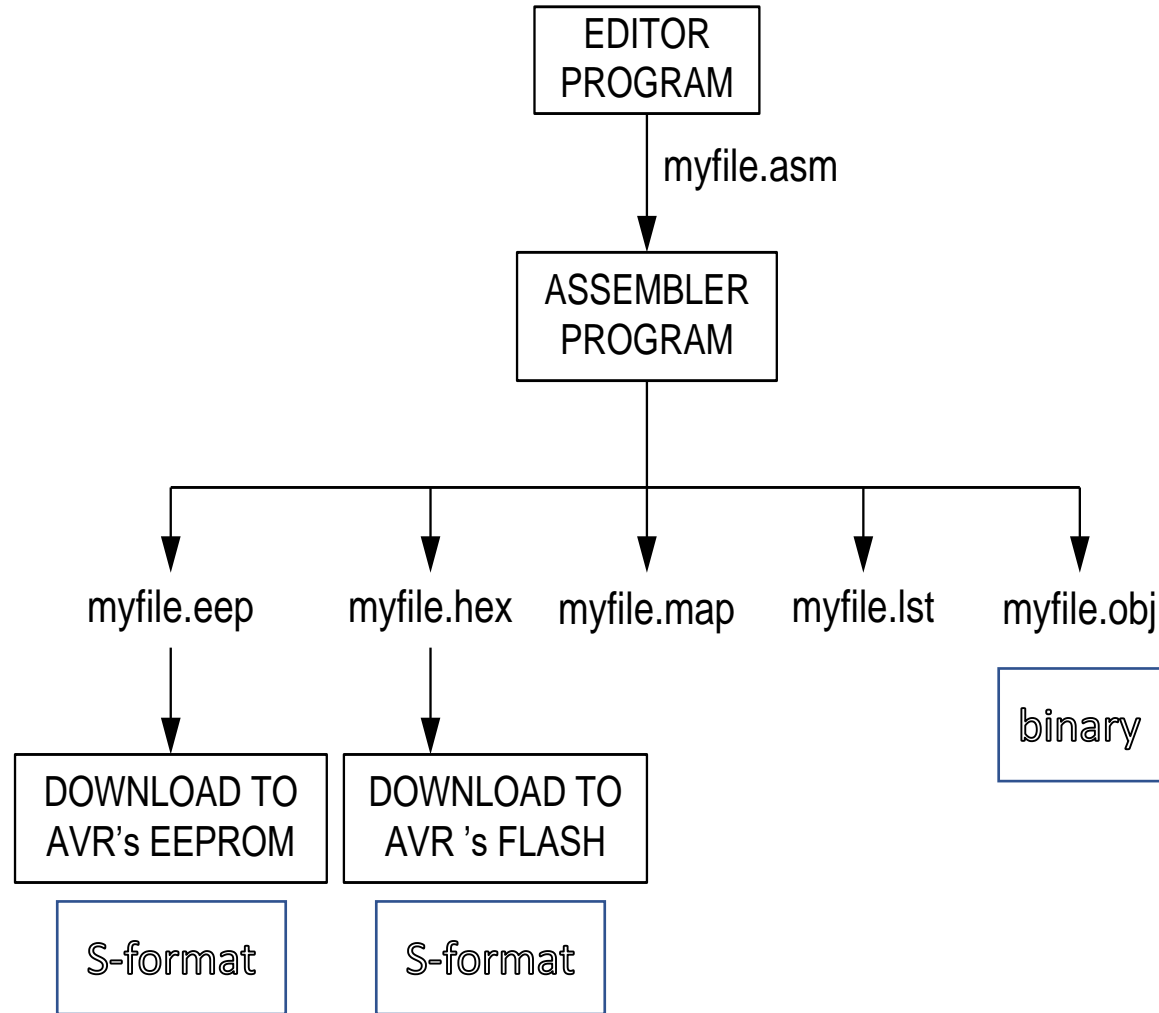 EDITOR
PROGRAM
myfile.asm
ASSEMBLER
PROGRAM
myfile.eep
myfile.hex
myfile.map
myfile.lst
myfile.obj
binary
DOWNLOAD TO
AVR's EEPROM
DOWNLOAD TO
AVR 's FLASH
S-format
S-format